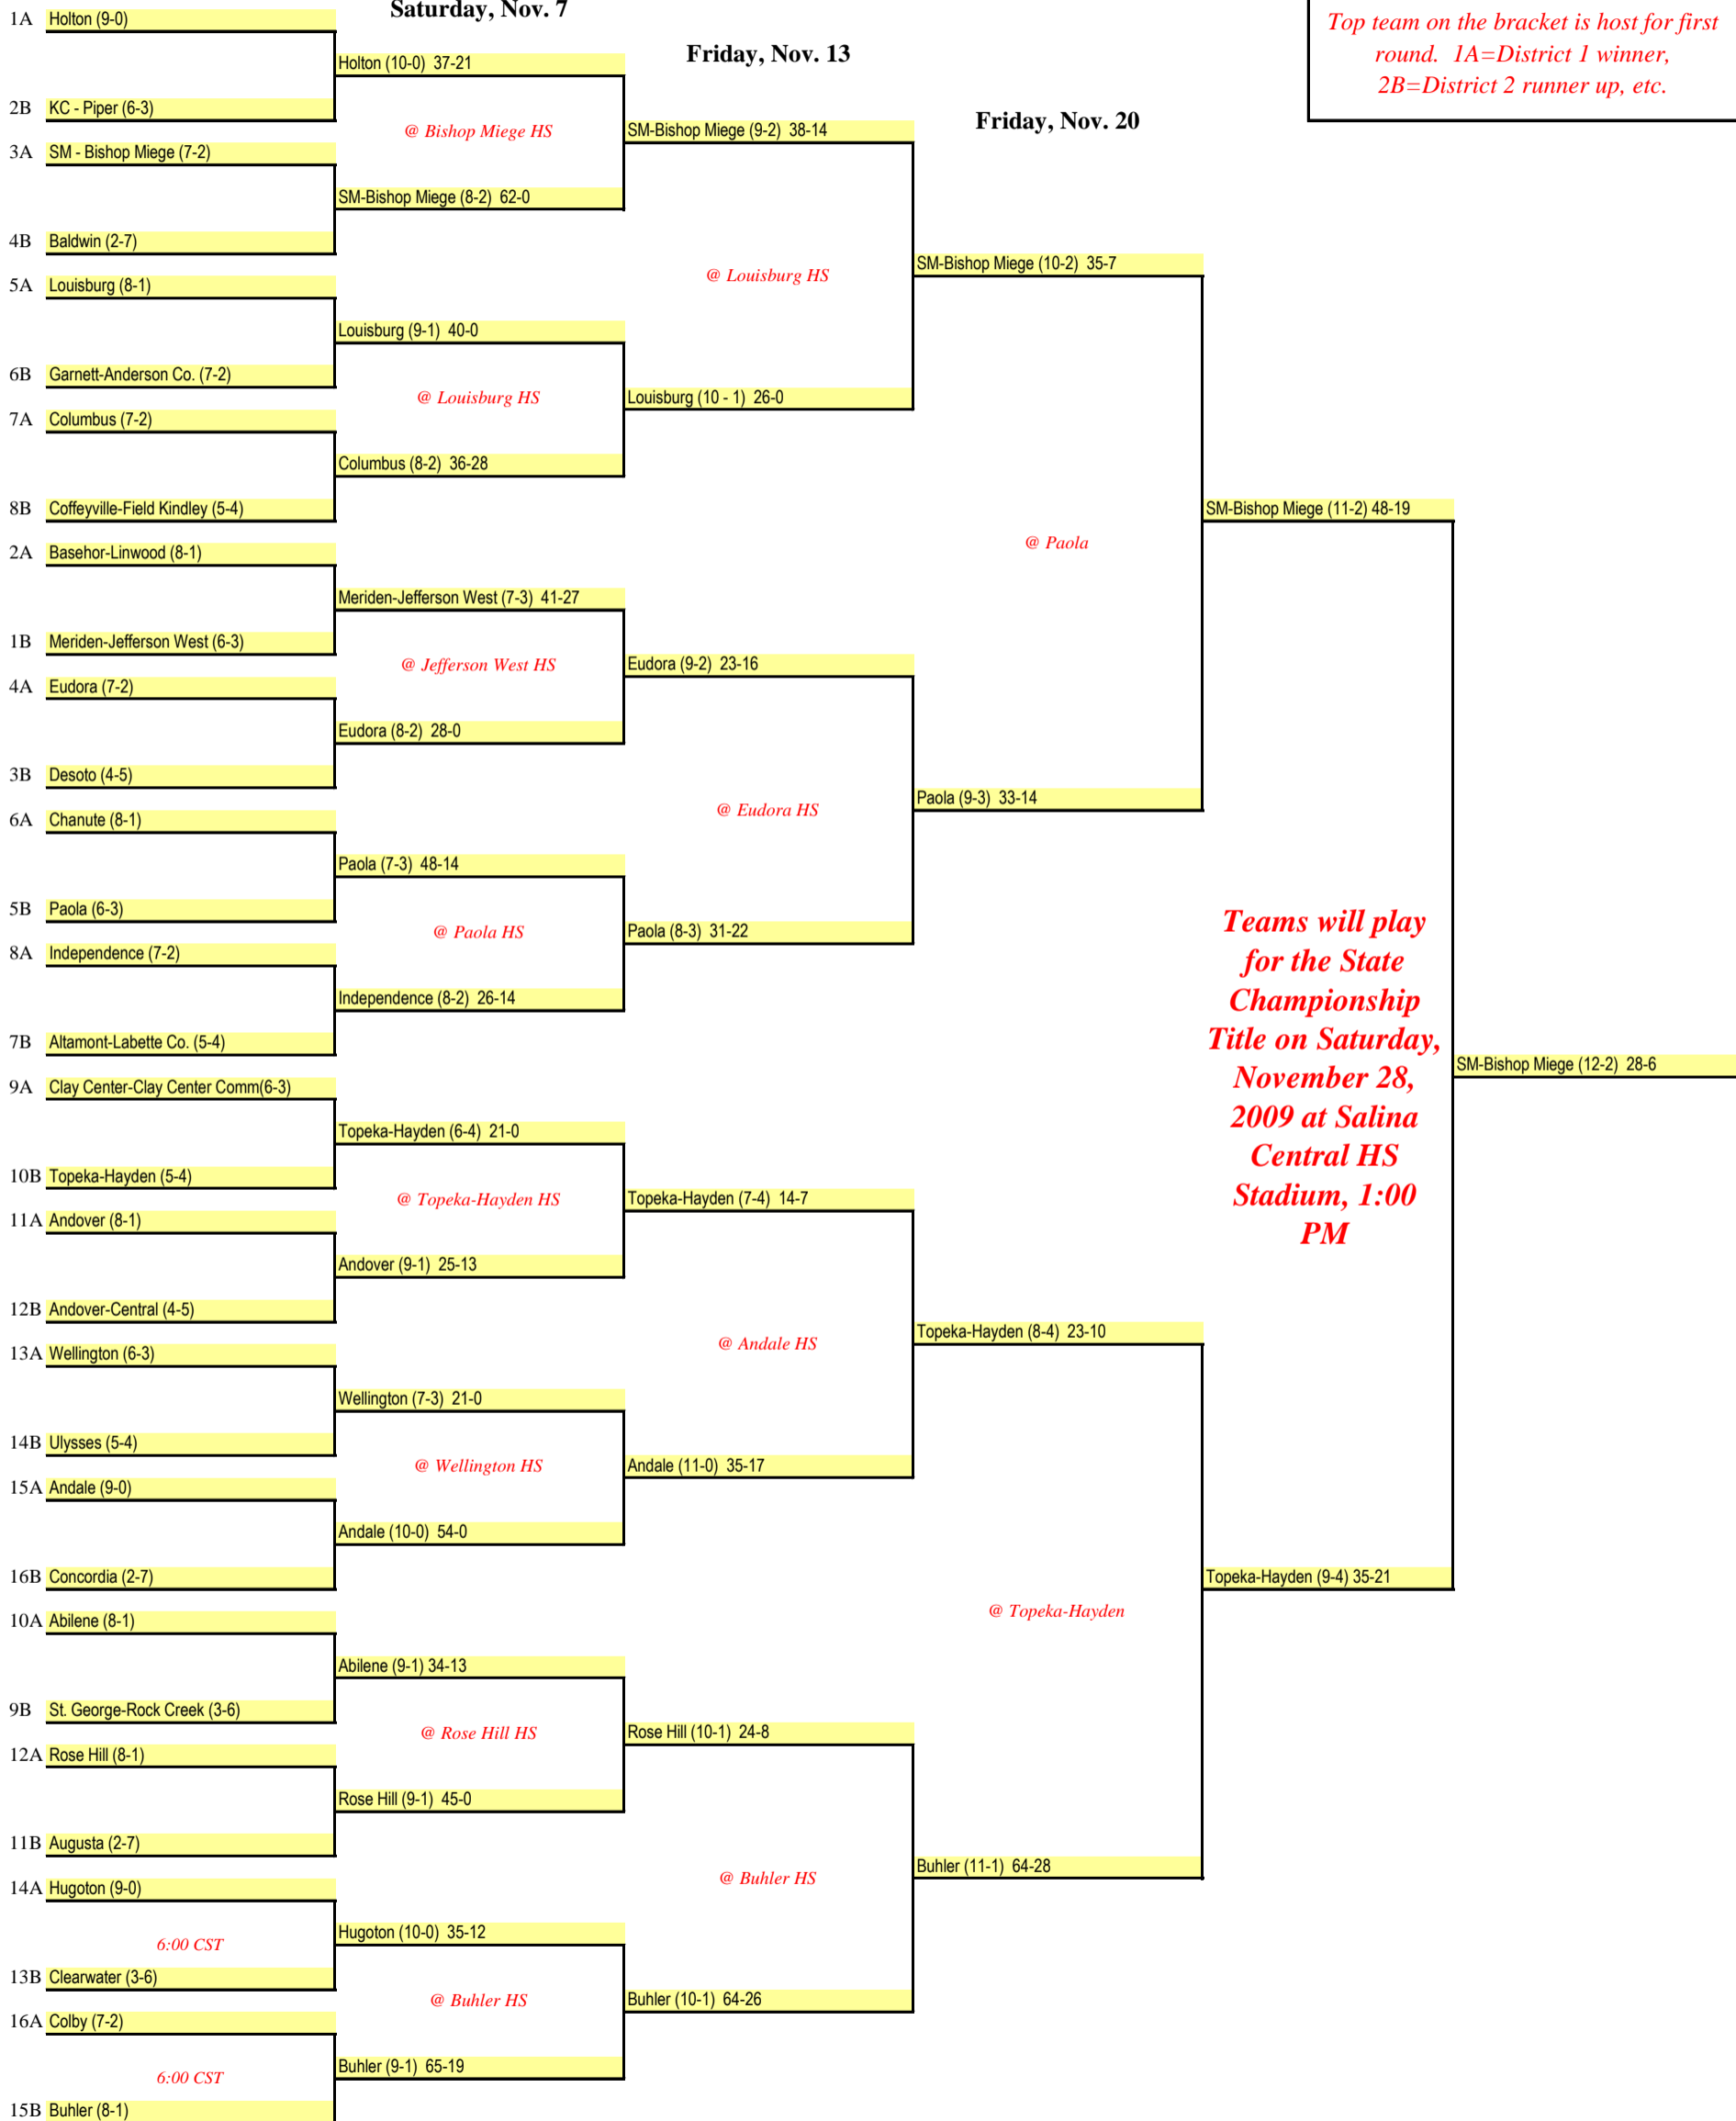 Saturday, Nov. 7
Friday, Nov. 13
Friday, Nov. 20
Top team on the bracket is host for first
round.  1A=District 1 winner,
2B=District 2 runner up, etc.
1A Holton (9-0)
Holton (10-0)  37-21
2B KC - Piper (6-3)
@ Bishop Miege HS
SM-Bishop Miege (9-2)  38-14
3A SM - Bishop Miege (7-2)
SM-Bishop Miege (8-2)  62-0
4B Baldwin (2-7)
@ Louisburg HS
SM-Bishop Miege (10-2)  35-7
5A Louisburg (8-1)
Louisburg (9-1)  40-0
6B Garnett-Anderson Co. (7-2)
@ Louisburg HS
Louisburg (10 - 1)  26-0
7A Columbus (7-2)
Columbus (8-2)  36-28
8B Coffeyville-Field Kindley (5-4)
SM-Bishop Miege (11-2) 48-19
@ Paola
2A Basehor-Linwood (8-1)
Meriden-Jefferson West (7-3)  41-27
1B Meriden-Jefferson West (6-3)
@ Jefferson West HS
Eudora (9-2)  23-16
4A Eudora (7-2)
Eudora (8-2)  28-0
3B Desoto (4-5)
@ Eudora HS
Paola (9-3)  33-14
6A Chanute (8-1)
Paola (7-3)  48-14
5B Paola (6-3)
@ Paola HS
Paola (8-3)  31-22
8A Independence (7-2)
Independence (8-2)  26-14
7B Altamont-Labette Co. (5-4)
Teams will play
for the State
Championship
Title on Saturday,
November 28,
2009 at Salina
Central HS
Stadium, 1:00
PM
SM-Bishop Miege (12-2)  28-6
9A Clay Center-Clay Center Comm(6-3)
Topeka-Hayden (6-4)  21-0
10B Topeka-Hayden (5-4)
@ Topeka-Hayden HS
Topeka-Hayden (7-4)  14-7
11A Andover (8-1)
Andover (9-1)  25-13
12B Andover-Central (4-5)
@ Andale HS
Topeka-Hayden (8-4)  23-10
13A Wellington (6-3)
Wellington (7-3)  21-0
14B Ulysses (5-4)
@ Wellington HS
Andale (11-0)  35-17
15A Andale (9-0)
Andale (10-0)  54-0
16B Concordia (2-7)
Topeka-Hayden (9-4) 35-21
@ Topeka-Hayden
10A Abilene (8-1)
Abilene (9-1) 34-13
9B St. George-Rock Creek (3-6)
@ Rose Hill HS
Rose Hill (10-1)  24-8
12A Rose Hill (8-1)
Rose Hill (9-1)  45-0
11B Augusta (2-7)
@ Buhler HS
Buhler (11-1)  64-28
14A Hugoton (9-0)
6:00 CST
Hugoton (10-0)  35-12
13B Clearwater (3-6)
@ Buhler HS
Buhler (10-1)  64-26
16A Colby (7-2)
6:00 CST
Buhler (9-1)  65-19
15B Buhler (8-1)